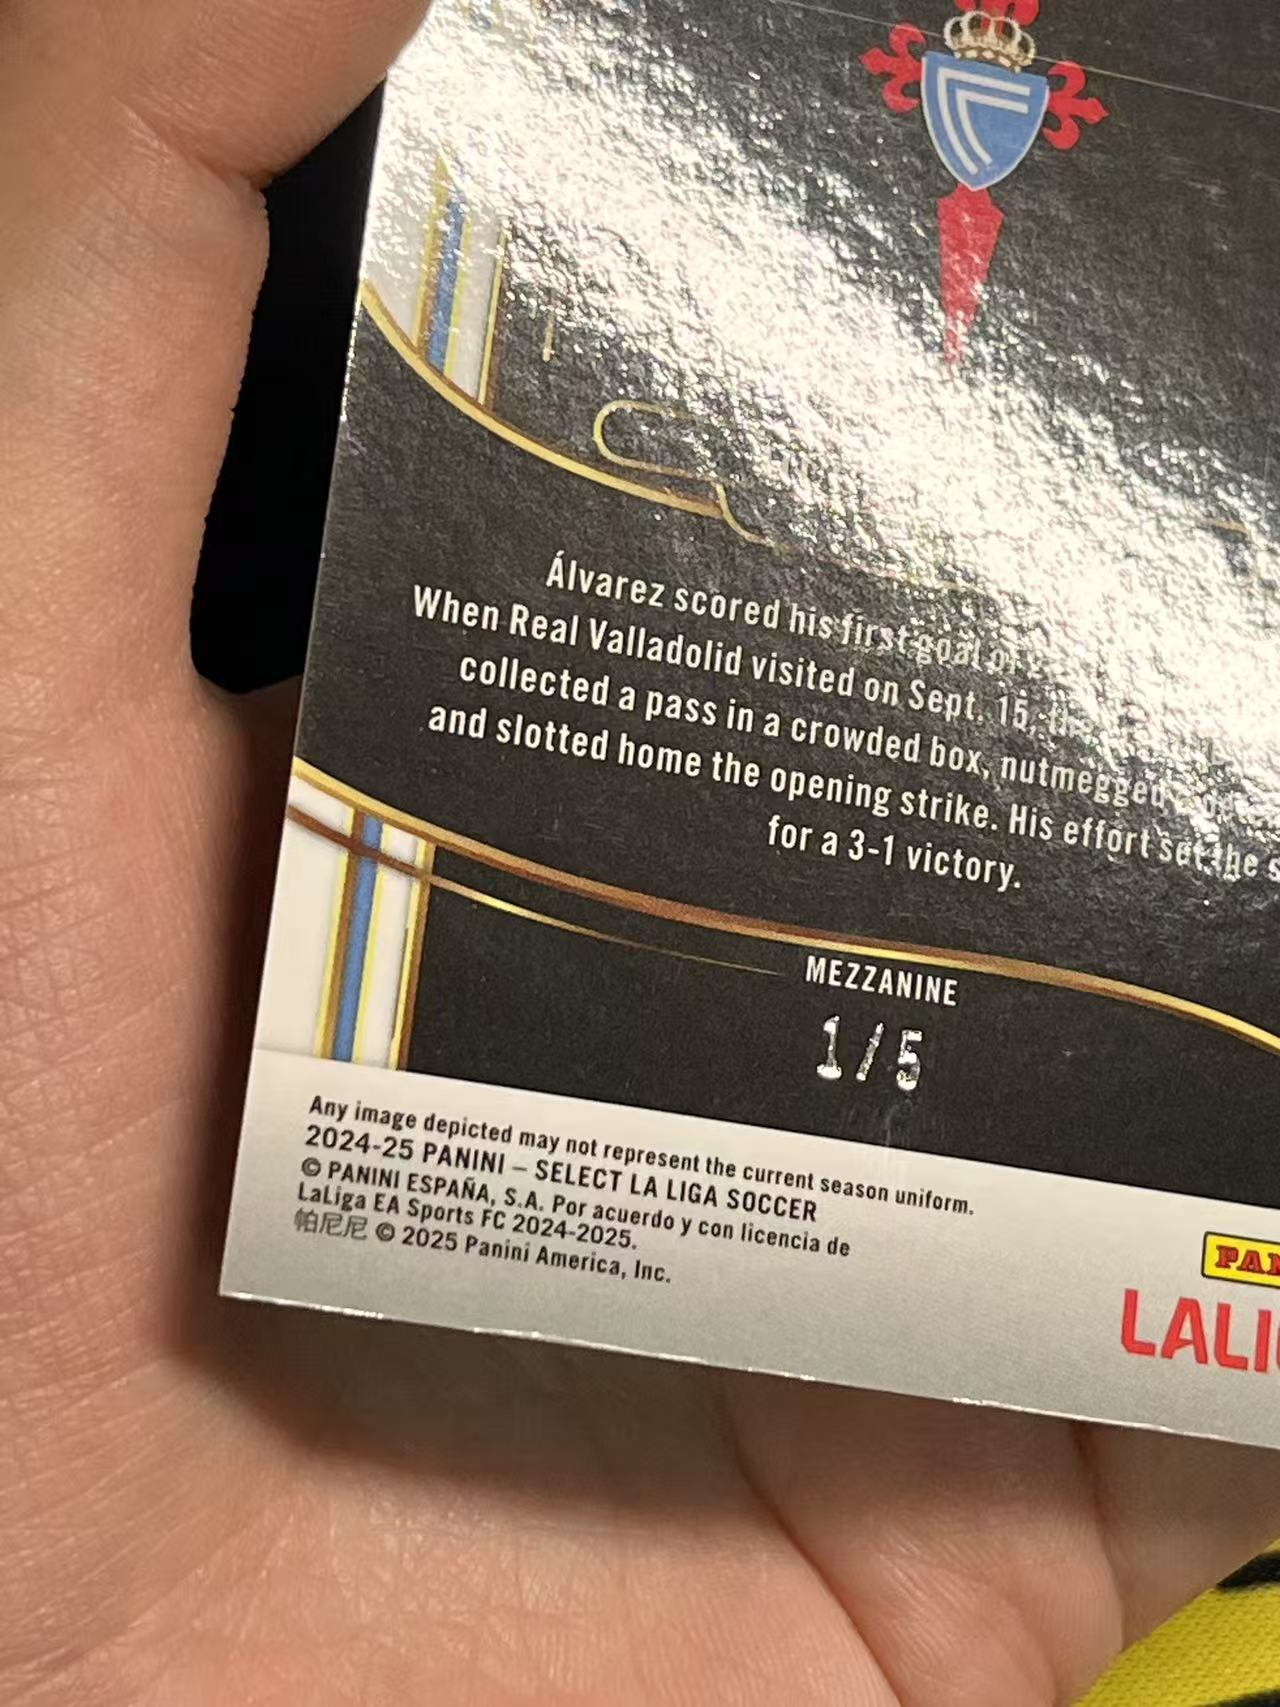 Álvarez scored his first goal of
When Real Valladolid visited on Sept. 15,
collected a pass in a crowded box, nutmegged
and slotted home the opening strike. His effort set the s
for a 3-1 victory.
MEZZANINE
1/5
Any image depicted may not represent the current season uniform.
2024-25 PANINI – SELECT LA LIGA SOCCER
© PANINI ESPAÑA, S.A. Por acuerdo y con licencia de
LaLiga EA Sports FC 2024-2025.
帕尼尼 © 2025 Panini America, Inc.
PAN
LALI